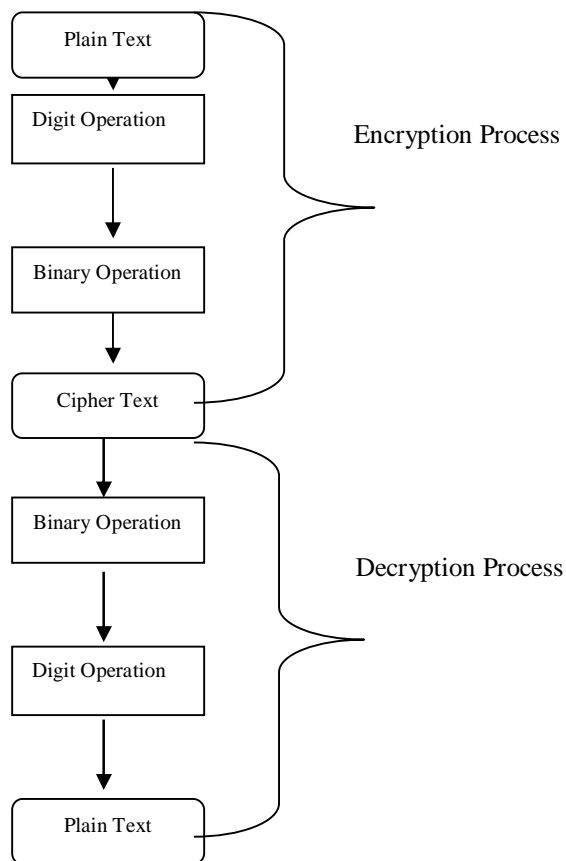 Plain Text
Digit Operation
Encryption Process
Binary Operation
Cipher Text
Binary Operation
Decryption Process
Digit Operation
Plain Text